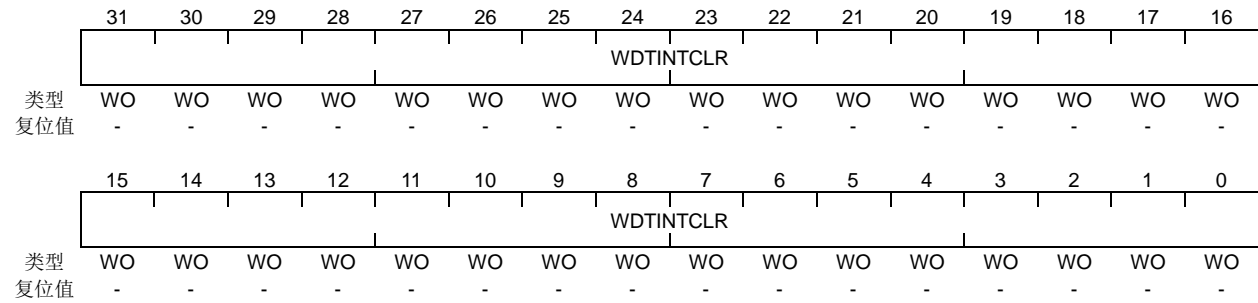 31 30 29 28 27 26 25 24 23 22 21 20 19 18 17 16
WDTINTCLR
类型 WO WO WO WO WO WO WO WO WO WO WO WO WO WO WO WO
复位值 - - - - - - - - - - - - - - - -
15 14 13 12 11 10 9 8 7 6 5 4 3 2 1 0
WDTINTCLR
类型 WO WO WO WO WO WO WO WO WO WO WO WO WO WO WO WO
复位值 - - - - - - - - - - - - - - - -